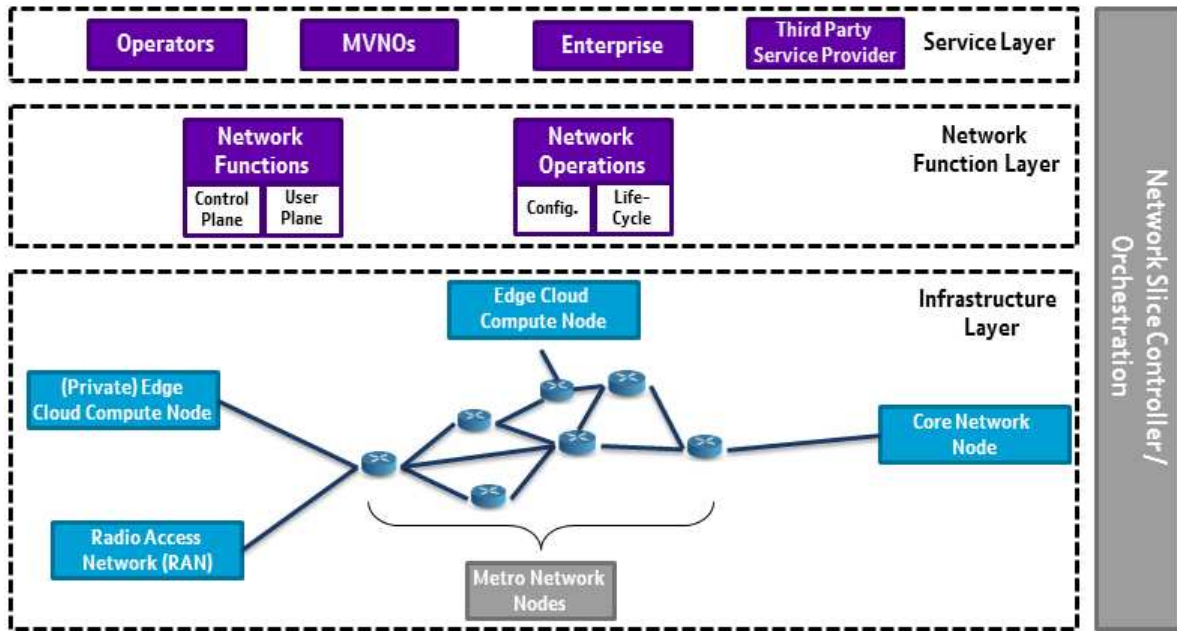 Operators
MVNOs
Enterprise
Third Party
Service Provider
Service Layer
Network
Functions
Control
Plane
User
Plane
Network
Operations
Config.
Life-
Cycle
Network
Function Layer
Edge Cloud
Compute Node
Infrastructure
Layer
(Private) Edge
Cloud Compute Node
Core Network
Node
Radio Access
Network (RAN)
Metro Network
Nodes
Network Slice Controller /
Orchestration